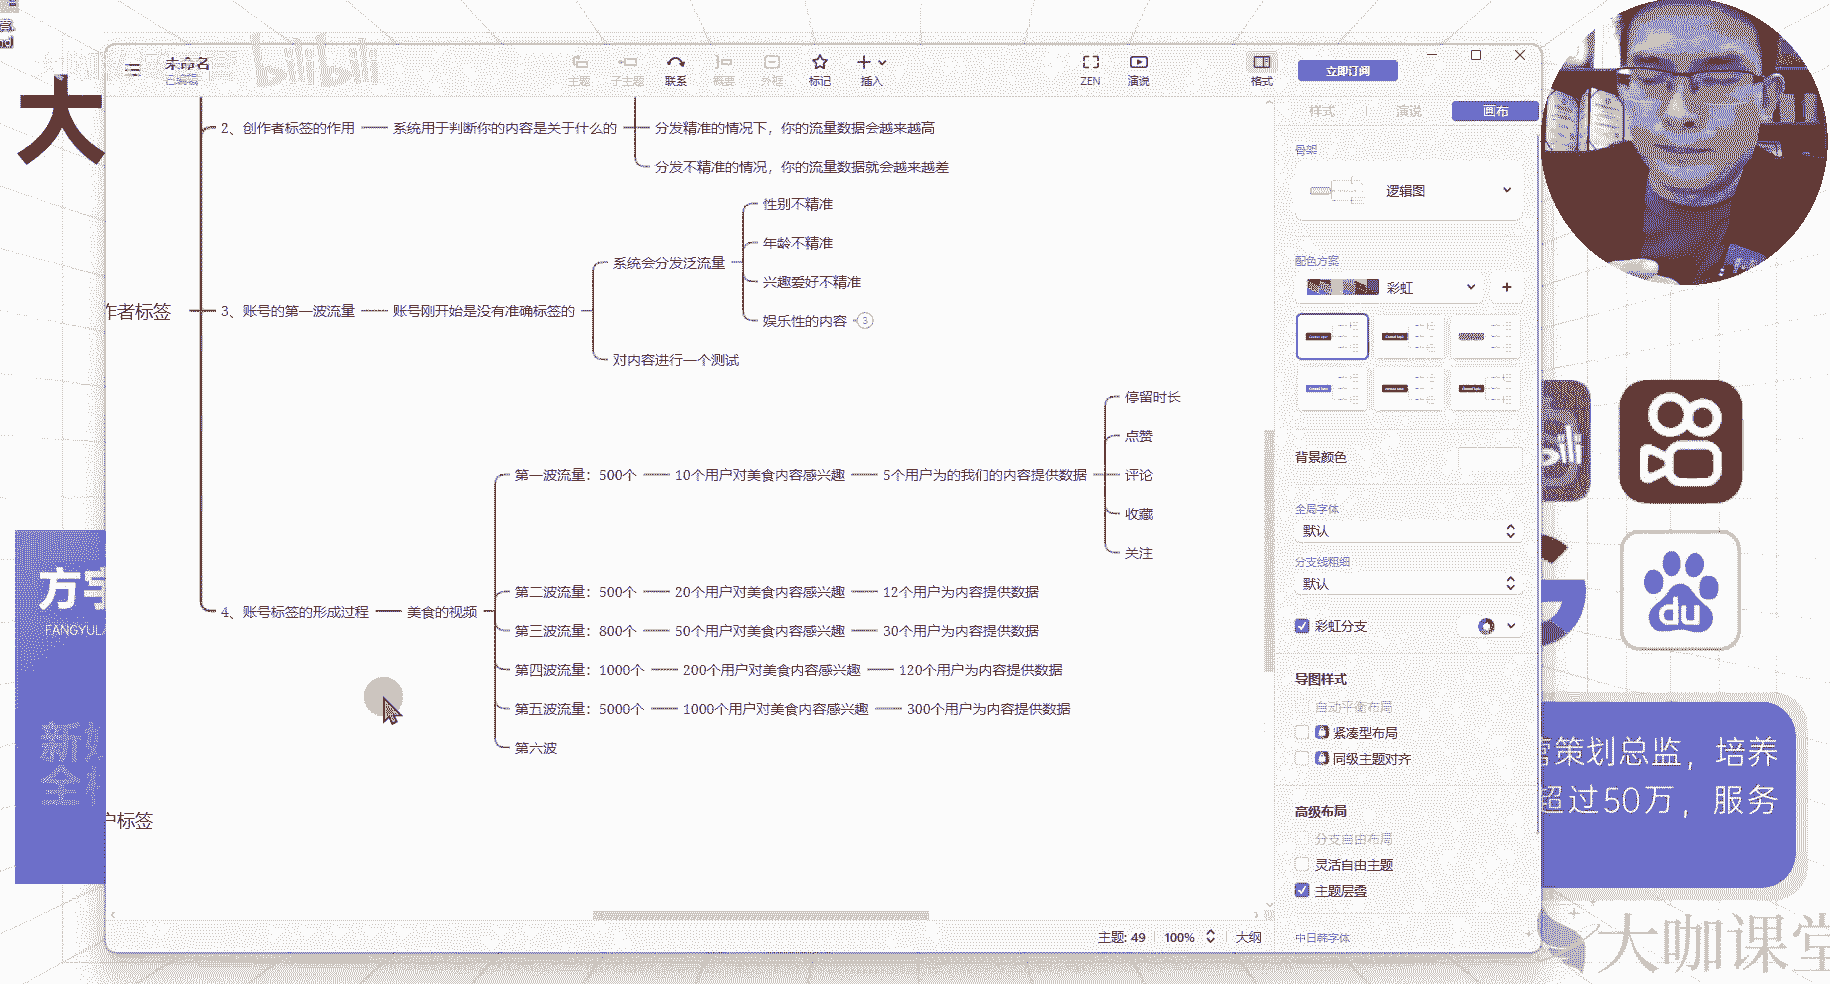 大
bilibili
未命名
已编辑
主题
子主题
联系
概要
外框
标记
插入
ZEN
演说
格式
立即订阅
样式
演说
画布
2、创作者标签的作用
系统用于判断你的内容是关于什么的
分发精准的情况下，你的流量数据会越来越高
分发不精准的情况，你的流量数据就会越来越差
作者标签
3、账号的第一波流量
账号刚开始是没有准确标签的
系统会分发泛流量
性别不精准
年龄不精准
兴趣爱好不精准
娱乐性的内容
3
对内容进行一个测试
4、账号标签的形成过程
美食的视频
第一波流量：500个
10个用户对美食内容感兴趣
5个用户为的我们的内容提供数据
停留时长
点赞
评论
收藏
关注
第二波流量：500个
20个用户对美食内容感兴趣
12个用户为内容提供数据
第三波流量：800个
50个用户对美食内容感兴趣
30个用户为内容提供数据
第四波流量：1000个
200个用户对美食内容感兴趣
120个用户为内容提供数据
第五波流量：5000个
1000个用户对美食内容感兴趣
300个用户为内容提供数据
第六波
户标签
骨架
逻辑图
配色方案
彩虹
背景颜色
全局字体
默认
分支线粗细
默认
彩虹分支
导图样式
自动平衡布局
紧凑型布局
同级主题对齐
高级布局
分支自由布局
灵活自由主题
主题层叠
中日韩字体
主题: 49
100%
大纲
方宇
FANGYULA
新媒
全
du
营策划总监，培养
超过50万，服务
大咖课堂